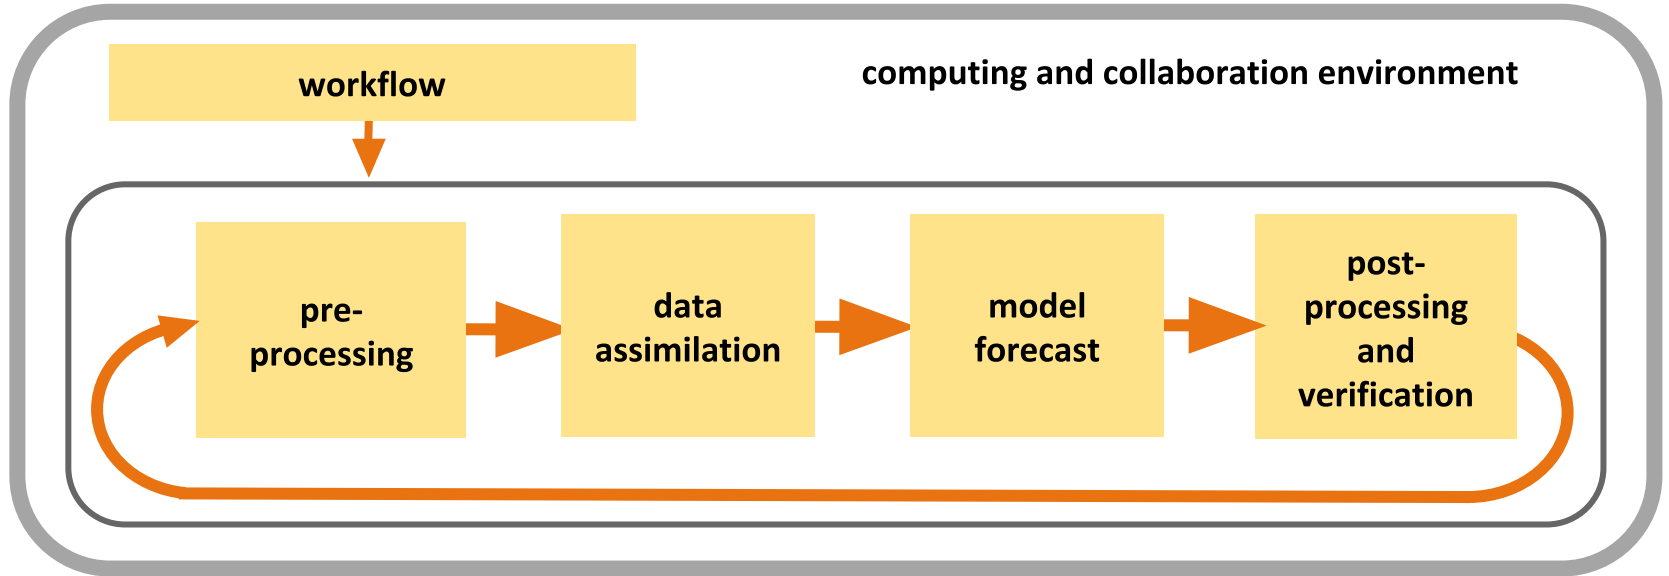 workflow
computing and collaboration environment
pre-
processing
data
assimilation
model
forecast
post-
processing
and
verification